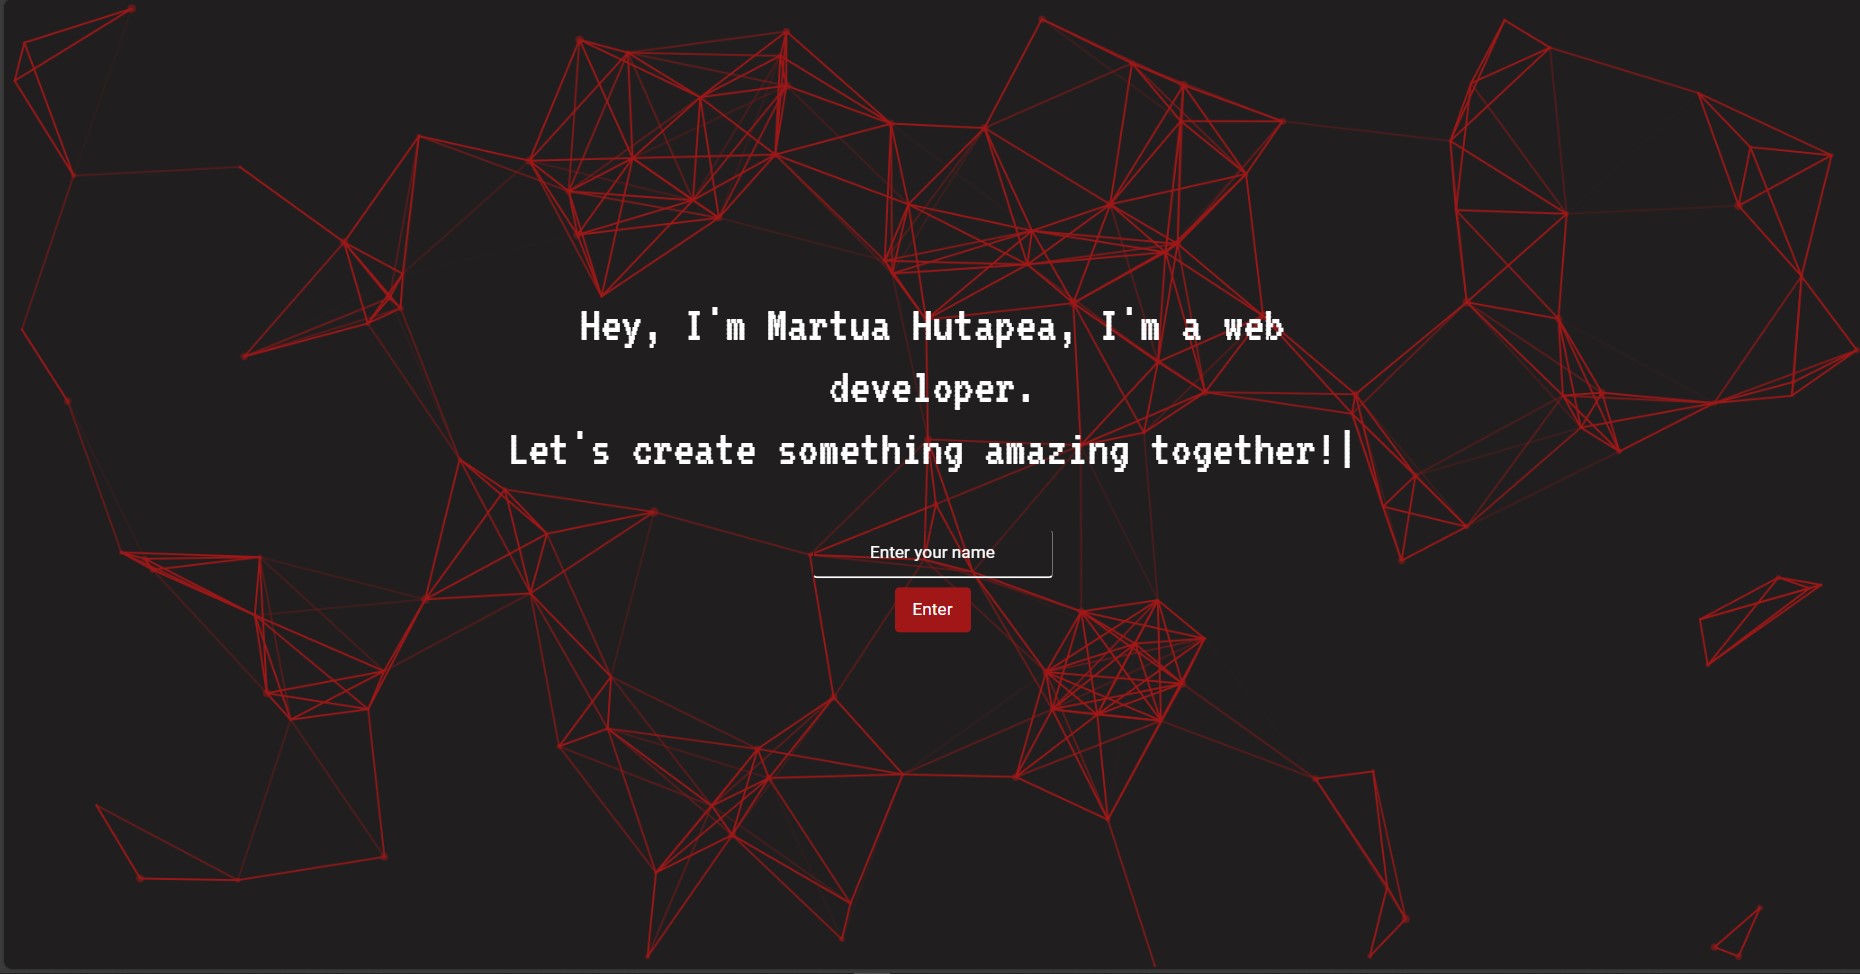 Hey, I'm Martua Hutapea, I'm a web
developer.
Let's create something amazing together!|
Enter your name
Enter